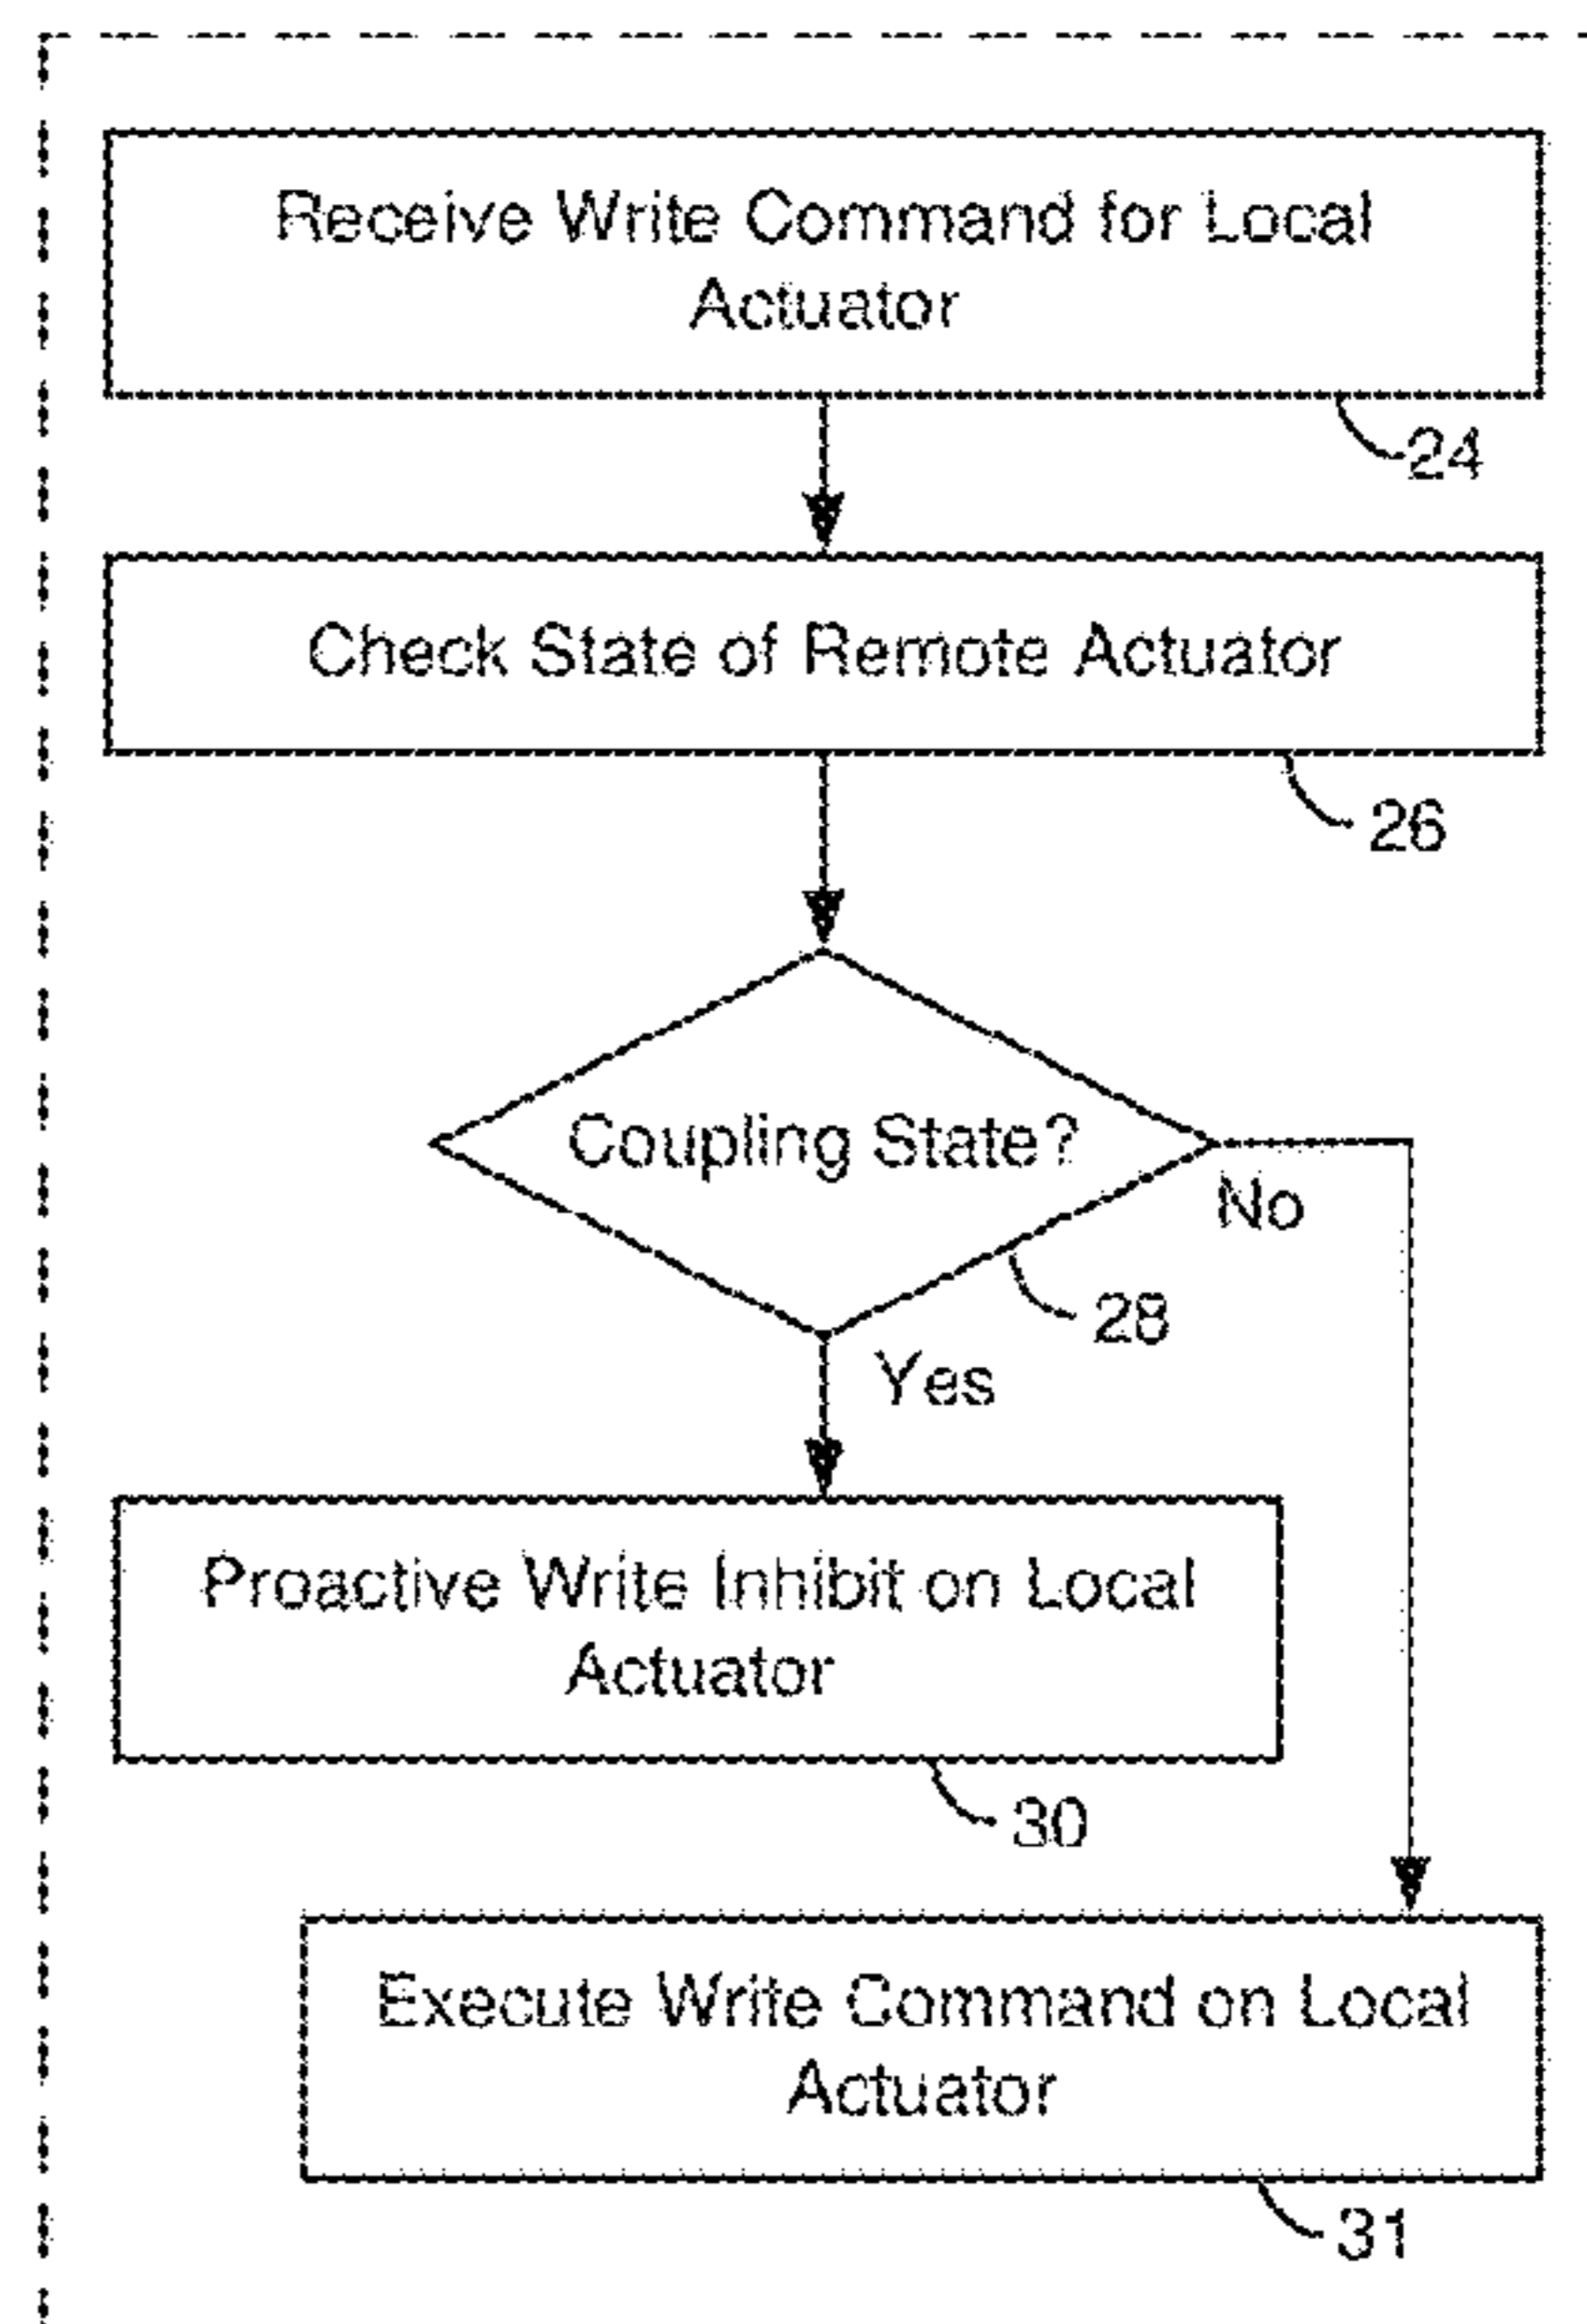 Receive Write Command for Local
Actuator
24
Check State of Remote Actuator
26
Coupling State?
No
28
Yes
Proactive Write Inhibit on Local
Actuator
30
Execute Write Command on Local
Actuator
31